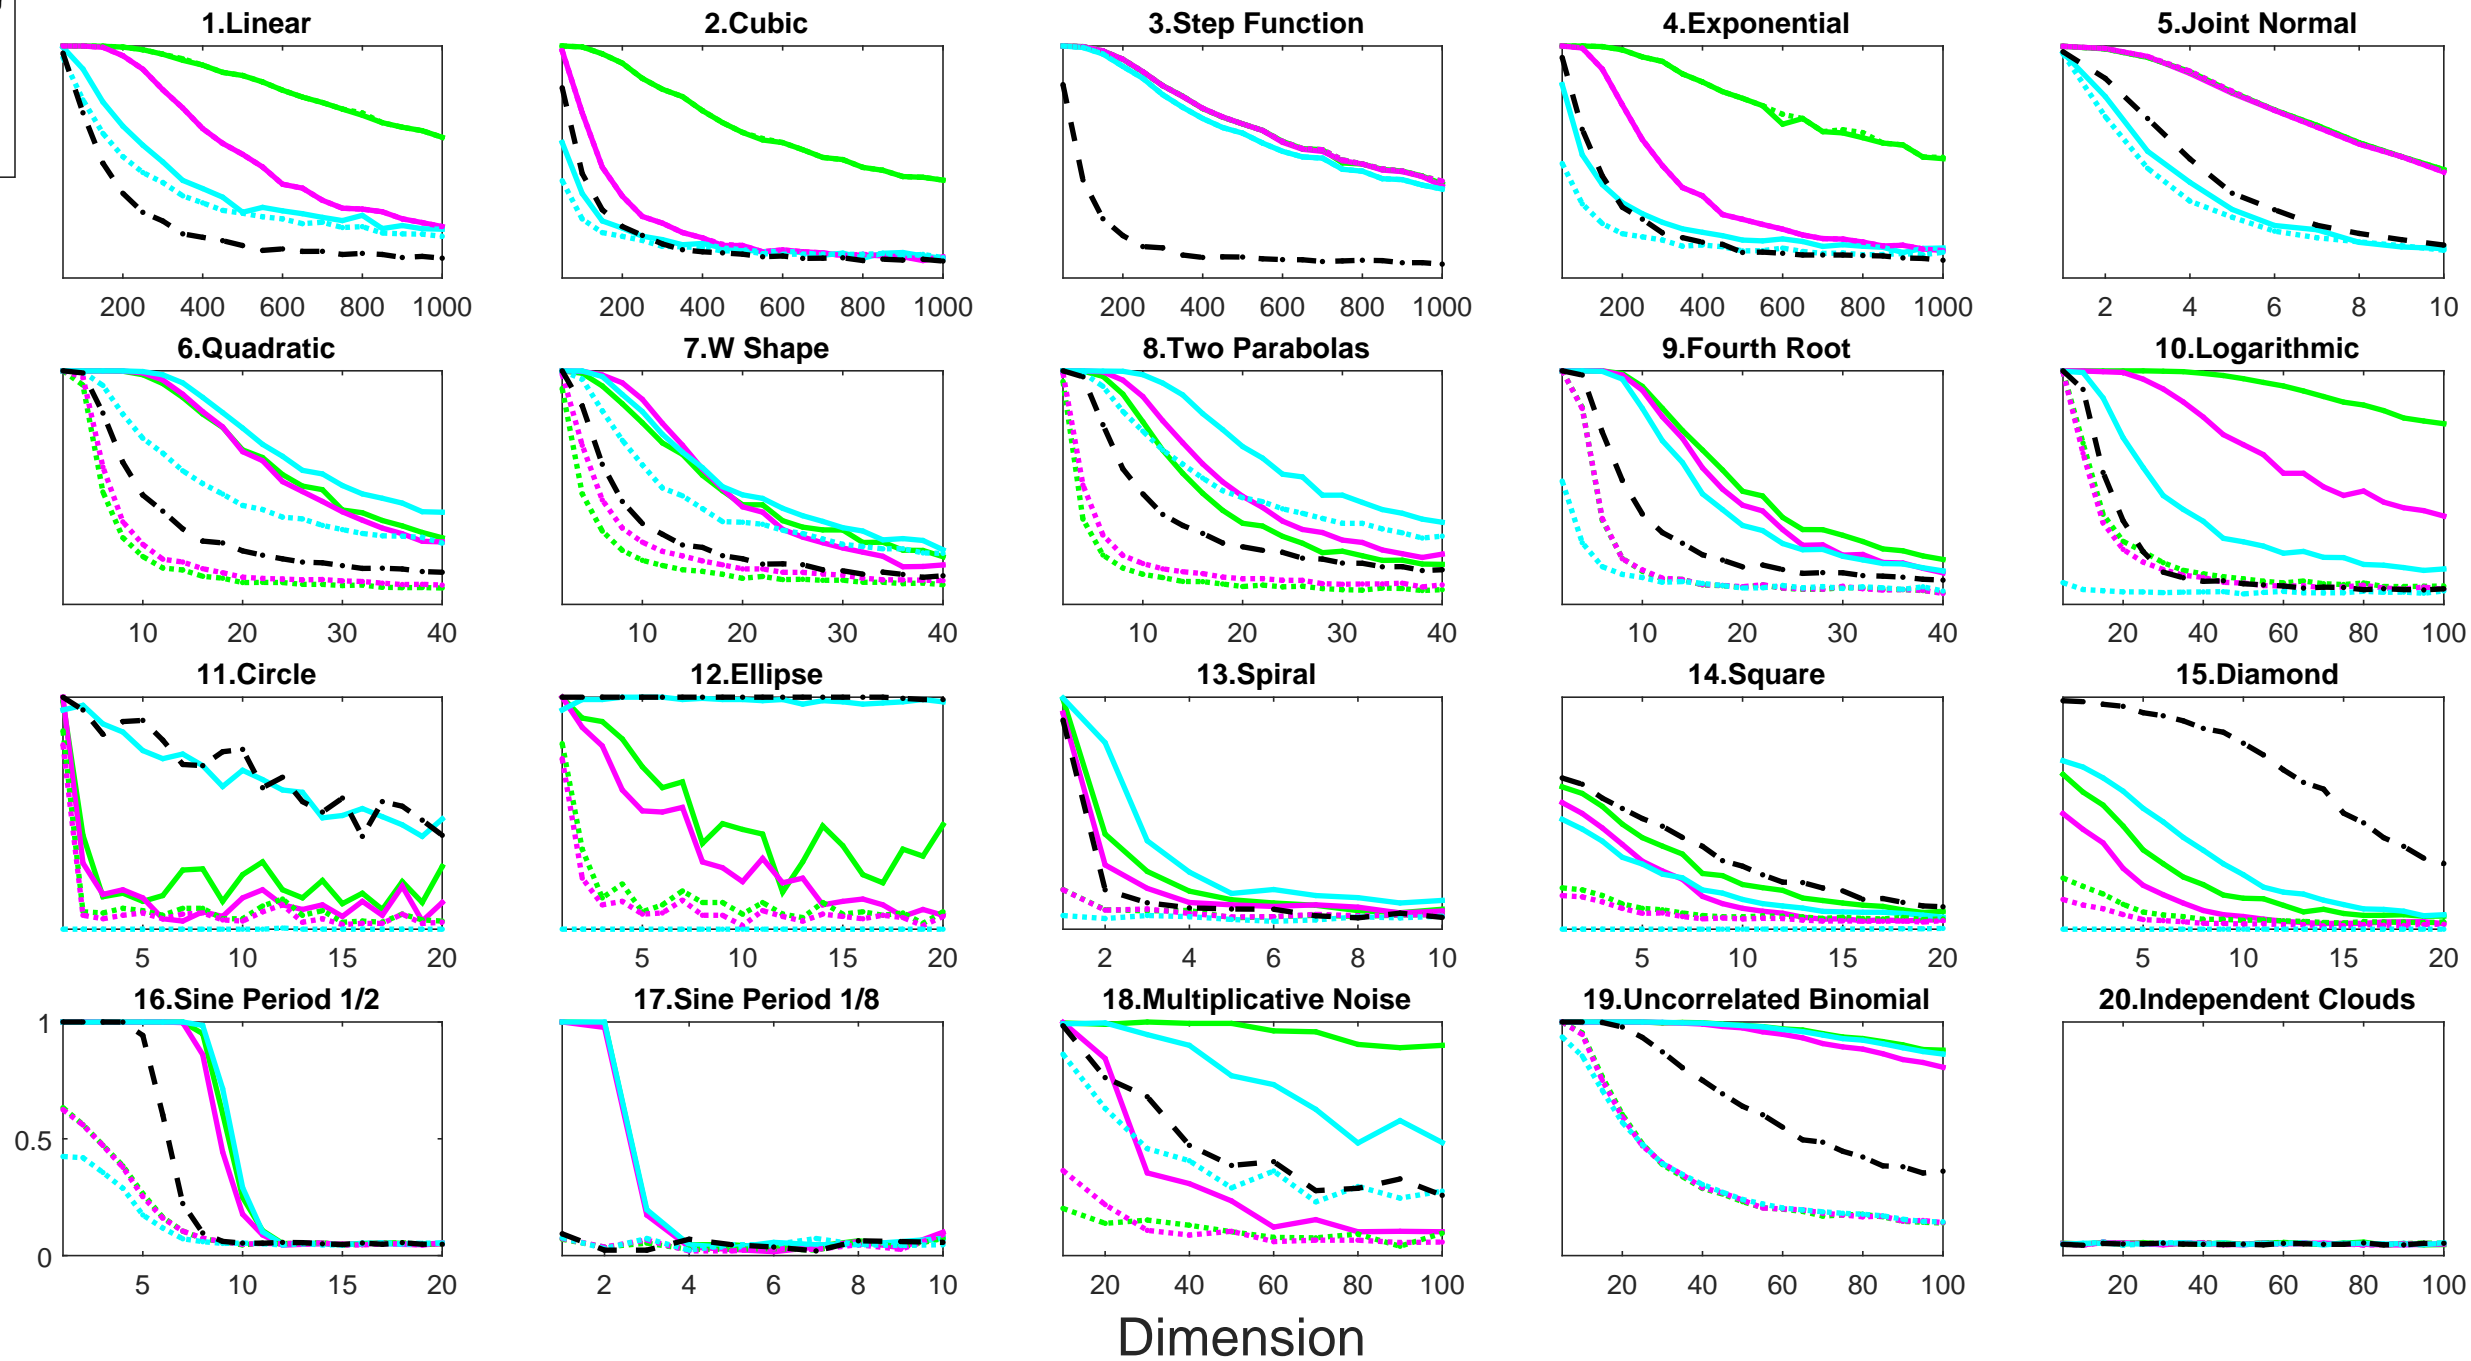 1.Linear
2.Cubic
3.Step Function
4.Exponential
5.Joint Normal
200 400 600 800 1000
200 400 600 800 1000
200 400 600 800 1000
200 400 600 800 1000
2 4 6 8 10
6.Quadratic
7.W Shape
8.Two Parabolas
9.Fourth Root
10.Logarithmic
10 20 30 40
10 20 30 40
10 20 30 40
10 20 30 40
20 40 60 80 100
11.Circle
12.Ellipse
13.Spiral
14.Square
15.Diamond
5 10 15 20
5 10 15 20
2 4 6 8 10
5 10 15 20
5 10 15 20
16.Sine Period 1/2
17.Sine Period 1/8
18.Multiplicative Noise
19.Uncorrelated Binomial
20.Independent Clouds
1
0.5
0
5 10 15 20
2 4 6 8 10
20 40 60 80 100
20 40 60 80 100
20 40 60 80 100
Dimension